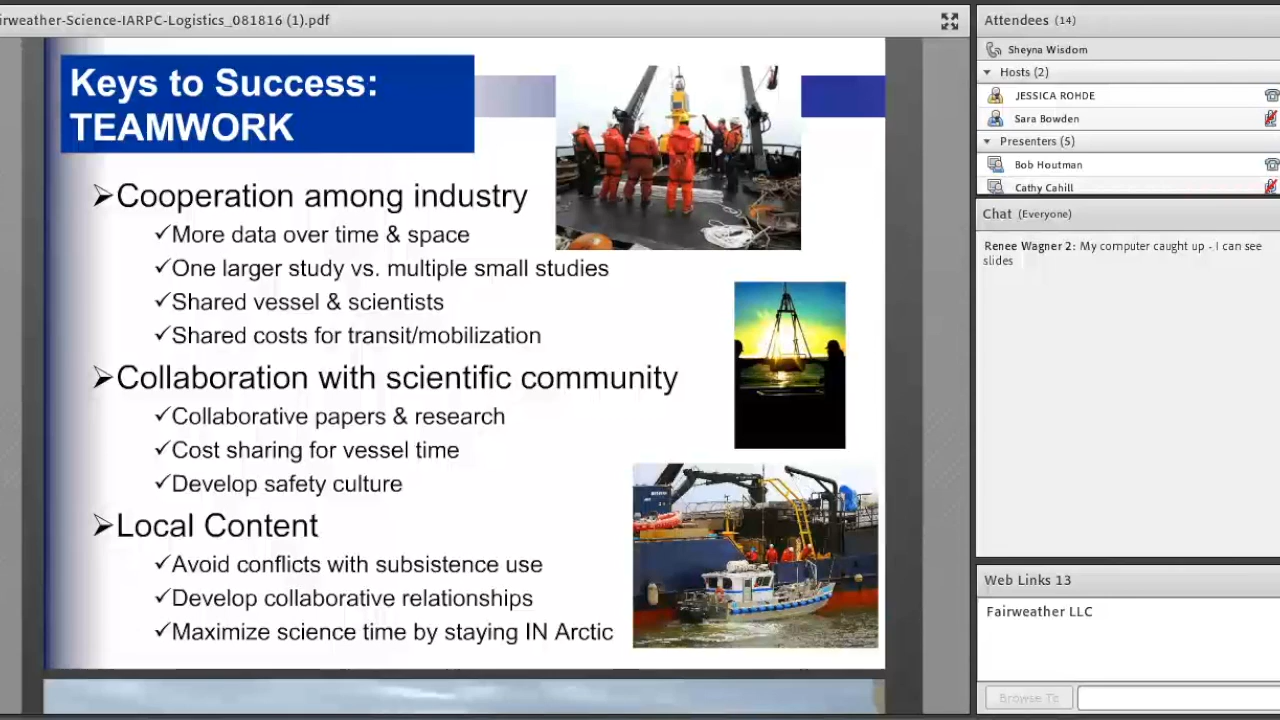 irweather-Science-IARPC-Logistics_081816 (1).pdf
Keys to Success:
TEAMWORK
➢Cooperation among industry
✓More data over time & space
✓One larger study vs. multiple small studies
✓Shared vessel & scientists
✓Shared costs for transit/mobilization
➢Collaboration with scientific community
✓Collaborative papers & research
✓Cost sharing for vessel time
✓Develop safety culture
➢Local Content
✓Avoid conflicts with subsistence use
✓Develop collaborative relationships
✓Maximize science time by staying IN Arctic
Attendees (14)
Sheyna Wisdom
Hosts (2)
JESSICA ROHDE
Sara Bowden
Presenters (5)
Bob Houtman
Cathy Cahill
Chat (Everyone)
Renee Wagner 2: My computer caught up - I can see
slides
Web Links 13
Fairweather LLC
Browse To